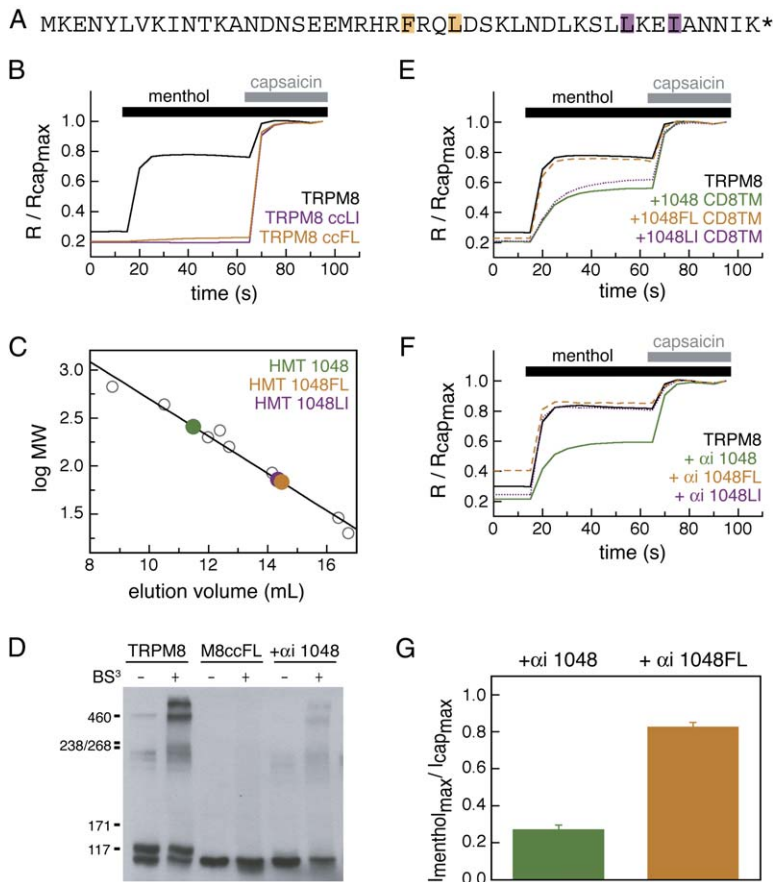 A MKENYLVKINTKANDNSEEMRHRFRQLDSKLNDLKSLLKEIANNIK*
B
capsaicin
menthol
R / Rcapmax
1.0
0.8
0.6
0.4
0.2
TRPM8
TRPM8 ccLI
TRPM8 ccFL
0 20 40 60 80 100
time (s)
E
capsaicin
menthol
R / Rcapmax
1.0
0.8
0.6
0.4
0.2
TRPM8
+1048 CD8TM
+1048FL CD8TM
+1048LI CD8TM
0 20 40 60 80 100
time (s)
C
log MW
3.0
2.5
2.0
1.5
HMT 1048
HMT 1048FL
HMT 1048LI
8 10 12 14 16
elution volume (mL)
F
capsaicin
menthol
R / Rcapmax
1.0
0.8
0.6
0.4
0.2
TRPM8
+ αi 1048
+ αi 1048FL
+ αi 1048LI
0 20 40 60 80 100
time (s)
D
TRPM8 M8ccFL +αi 1048
BS³ - + - + - +
460
238/268
171
117
G
+αi 1048 + αi 1048FL
Imentholmax/ Icapmax
1.0
0.8
0.6
0.4
0.2
0.0